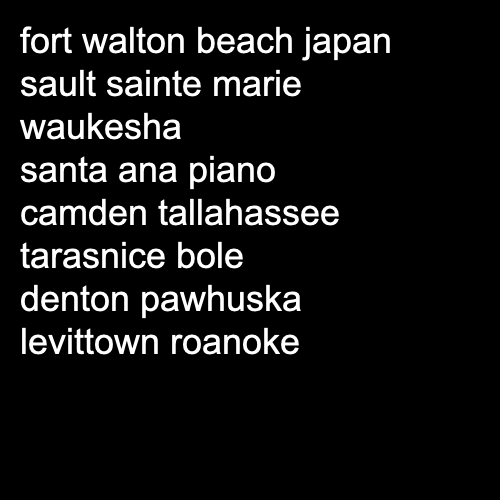 fort walton beach japan
sault sainte marie
waukesha
santa ana piano
camden tallahassee
tarasnice bole
denton pawhuska
levittown roanoke